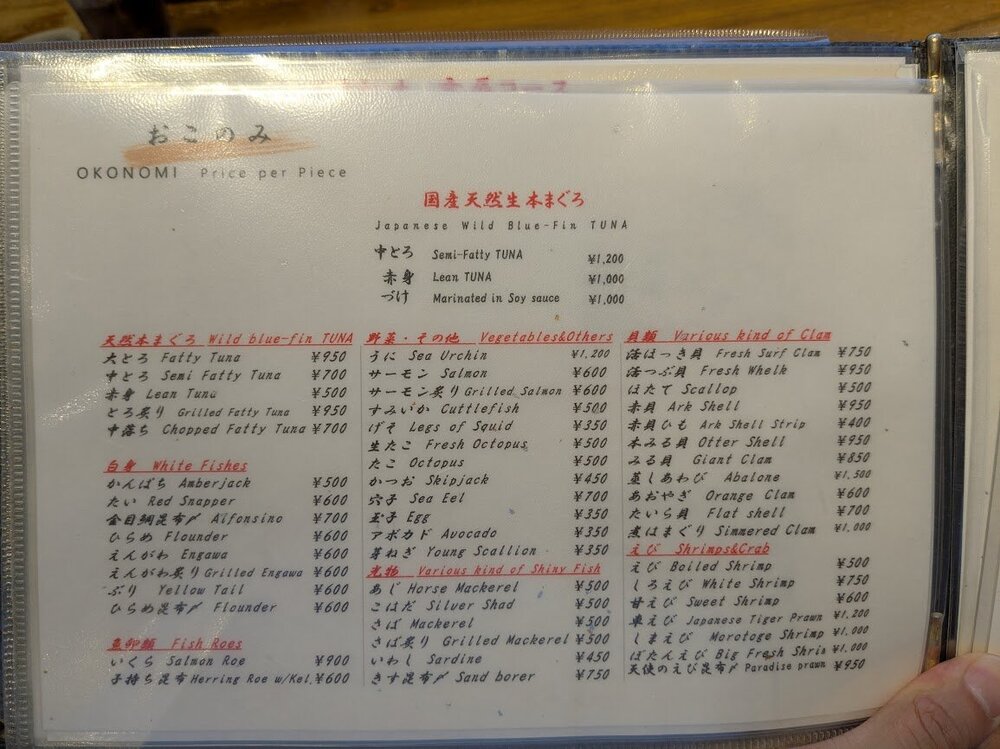 おこのみ
OKONOMI Price per Piece
国産天然生本まぐろ
Japanese Wild Blue-Fin TUNA
中とろ Semi-Fatty TUNA ¥1,200
赤身 Lean TUNA ¥1,000
づけ Marinated in Soy sauce ¥1,000
天然本まぐろ Wild blue-fin TUNA
大とろ Fatty Tuna ¥950
中とろ Semi Fatty Tuna ¥700
赤身 Lean Tuna ¥500
とろ炙り Grilled Fatty Tuna ¥950
中落ち Chopped Fatty Tuna ¥700
白身 White Fishes
かんぱち Amberjack ¥500
たい Red Snapper ¥600
金目鯛昆布〆 Alfonsino ¥700
ひらめ Flounder ¥600
えんがわ Engawa ¥600
えんがわ炙り Grilled Engawa ¥600
ぶり Yellow Tail ¥600
ひらめ昆布〆 Flounder ¥600
魚卵類 Fish Roes
いくら Salmon Roe ¥900
子持ち昆布 Herring Roe w/Kel. ¥600
野菜・その他 Vegetables&Others
うに Sea Urchin ¥1,200
サーモン Salmon ¥600
サーモン炙り Grilled Salmon ¥600
すみいか Cuttlefish ¥500
げそ Legs of Squid ¥350
生たこ Fresh Octopus ¥500
たこ Octopus ¥500
かつお Skipjack ¥450
穴子 Sea Eel ¥700
玉子 Egg ¥350
アボカド Avocado ¥350
芽ねぎ Young Scallion ¥350
光物 Various kind of Shiny Fish
あじ Horse Mackerel ¥500
こはだ Silver Shad ¥500
さば Mackerel ¥500
さば炙り Grilled Mackerel ¥500
いわし Sardine ¥450
きす昆布〆 Sand borer ¥750
貝類 Various kind of Clam
活ほっき貝 Fresh Surf Clam ¥750
活つぶ貝 Fresh Whelk ¥950
ほたて Scallop ¥500
赤貝 Ark Shell ¥950
赤貝ひも Ark Shell Strip ¥400
本みる貝 Otter Shell ¥950
みる貝 Giant Clam ¥850
蒸しあわび Abalone ¥1,500
あおやぎ Orange Clam ¥600
たいら貝 Flat shell ¥700
煮はまぐり Simmered Clam ¥1,000
えび Shrimps&Crab
えび Boiled Shrimp ¥500
しろえび White Shrimp ¥750
甘えび Sweet Shrimp ¥600
車えび Japanese Tiger Prawn ¥1,200
しまえび Morotoge Shrimp ¥1,000
ぼたんえび Big Fresh Shrim ¥1,000
天使のえび昆布〆 Paradise prawn ¥950